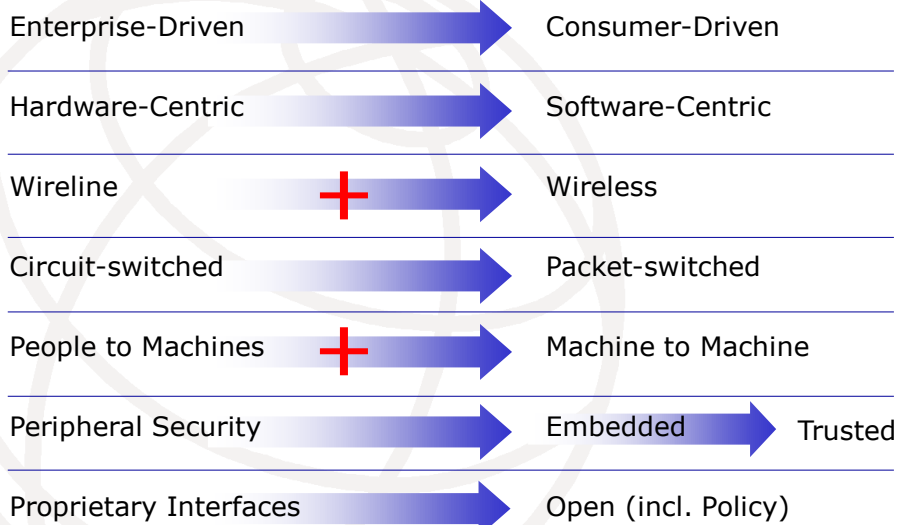 Enterprise-Driven Consumer-Driven
Hardware-Centric Software-Centric
Wireline Wireless
Circuit-switched Packet-switched
People to Machines Machine to Machine
Peripheral Security Embedded Trusted
Proprietary Interfaces Open (incl. Policy)